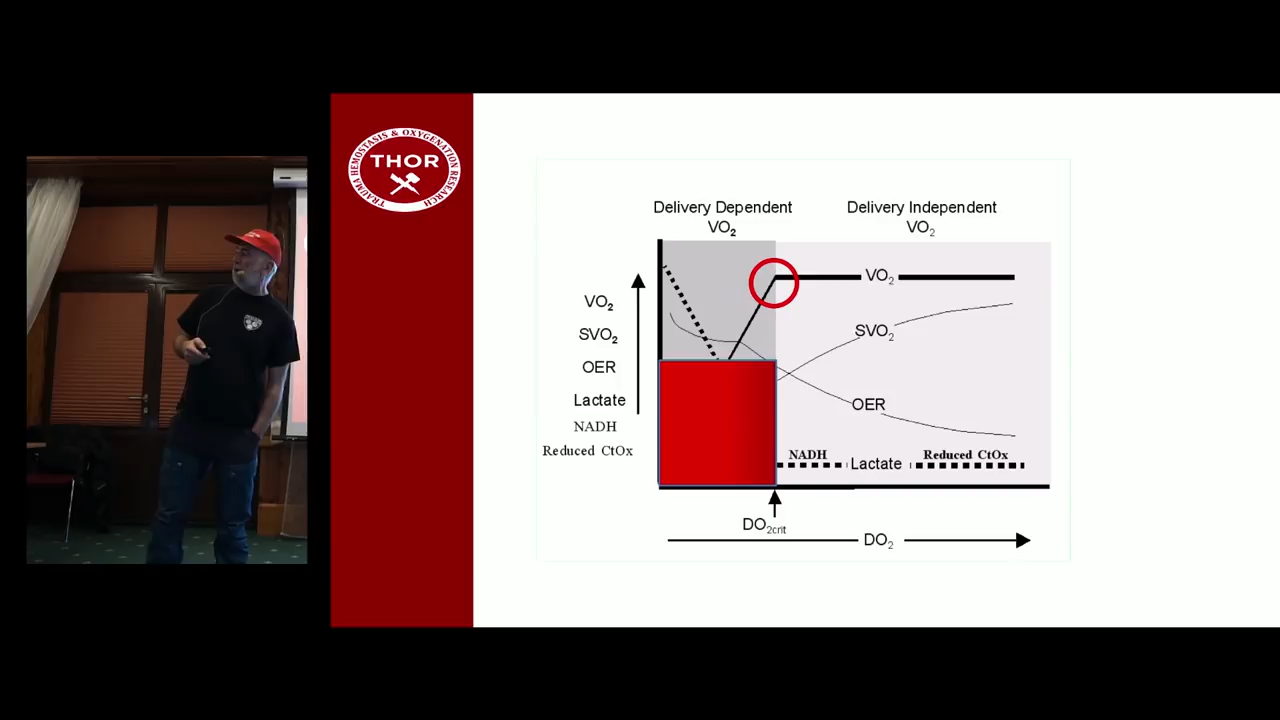 TRAUMA HEMOSTASIS & OXYGENATION RESEARCH
THOR
Delivery Dependent
VO₂
Delivery Independent
VO₂
VO₂
SVO₂
OER
Lactate
NADH
Reduced CtOx
VO₂
SVO₂
OER
NADH
Lactate
Reduced CtOx
DO₂crit
DO₂